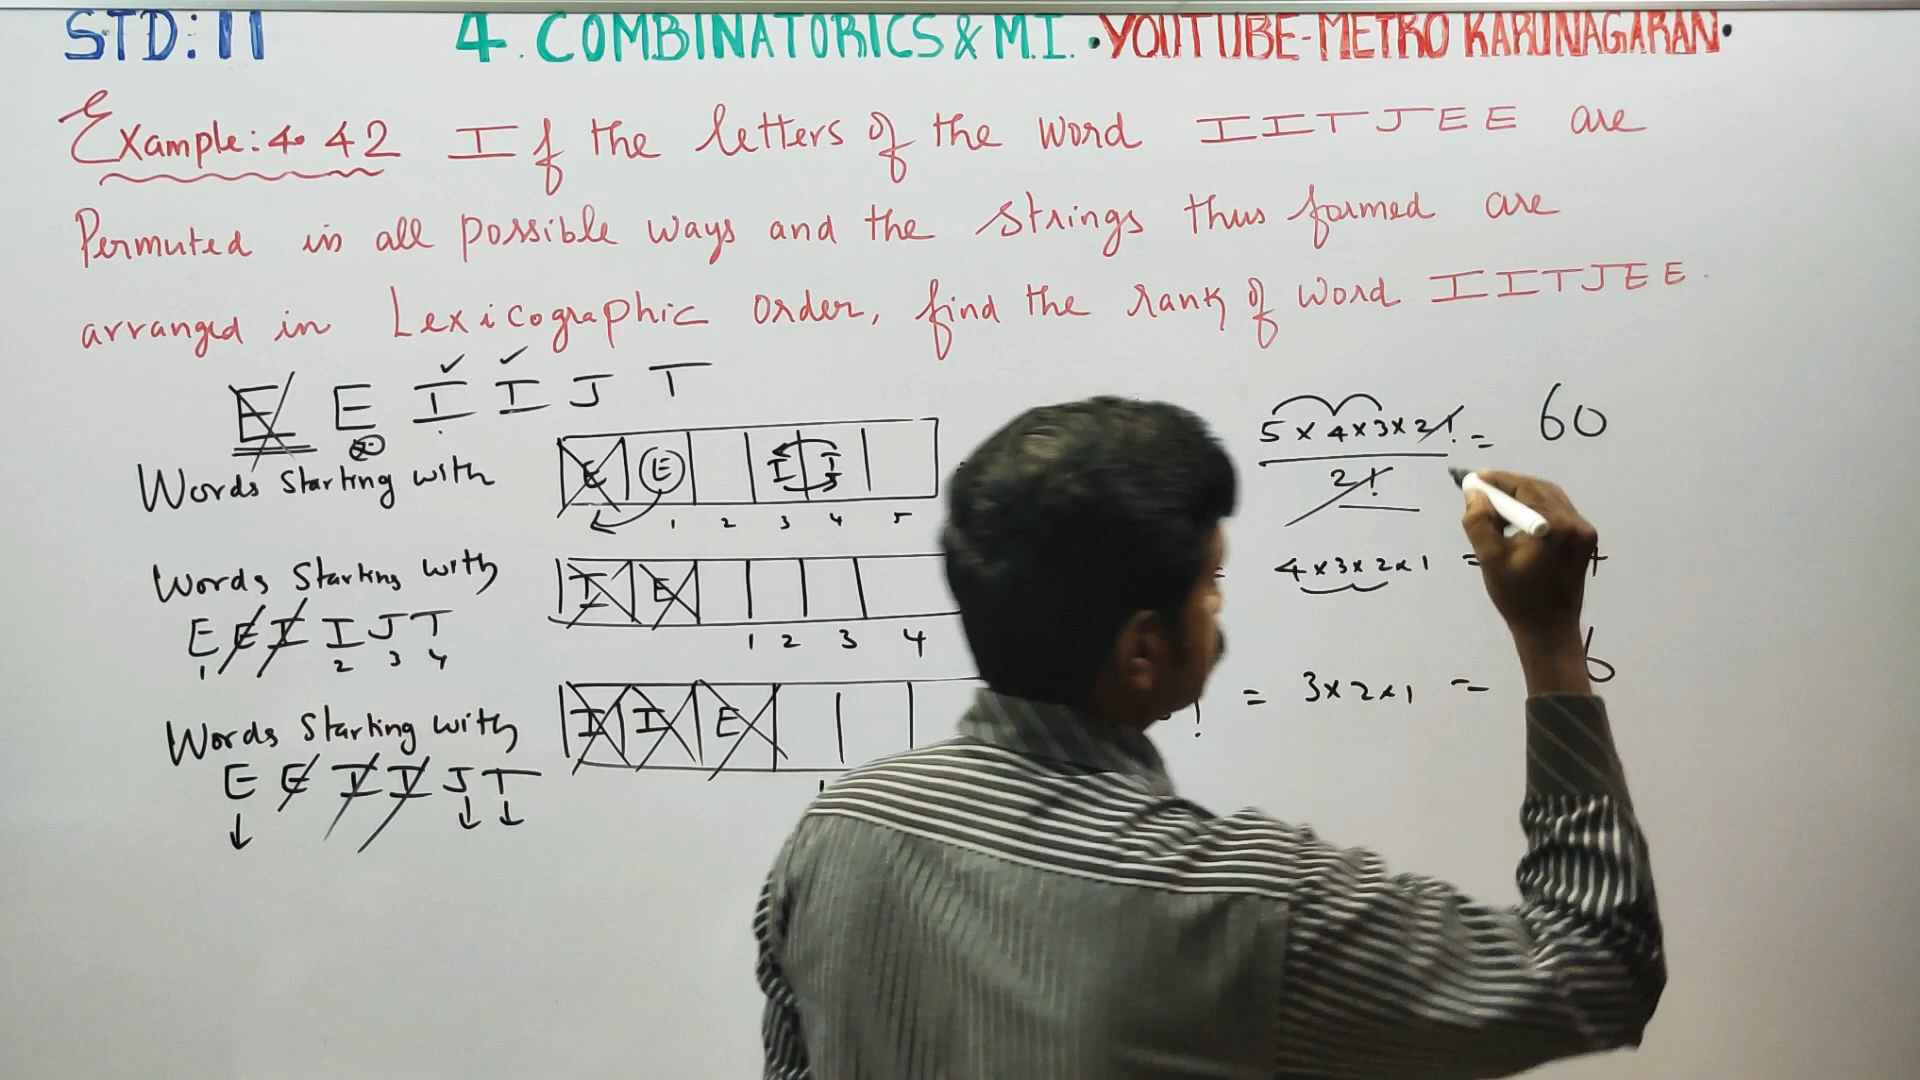 STD: 11 4. COMBINATORICS & M.I. • YOUTUBE-METRO KARUNAGARAN •
Example: 4.42 If the letters of the word IITJEE are
Permuted in all possible ways and the strings thus formed are
arranged in Lexicographic order, find the rank of word IITJEE.
E E I I J T
5 × 4 × 3 × 2! = 60
2!
Words Starting with E E I I
1 2 3 4 5
Words Starting with I E
4 × 3 × 2 × 1 =
E E I I J T
1 2 3 4
1 2 3 4
Words Starting with I I E
! = 3 × 2 × 1 = 6
E E I I J T